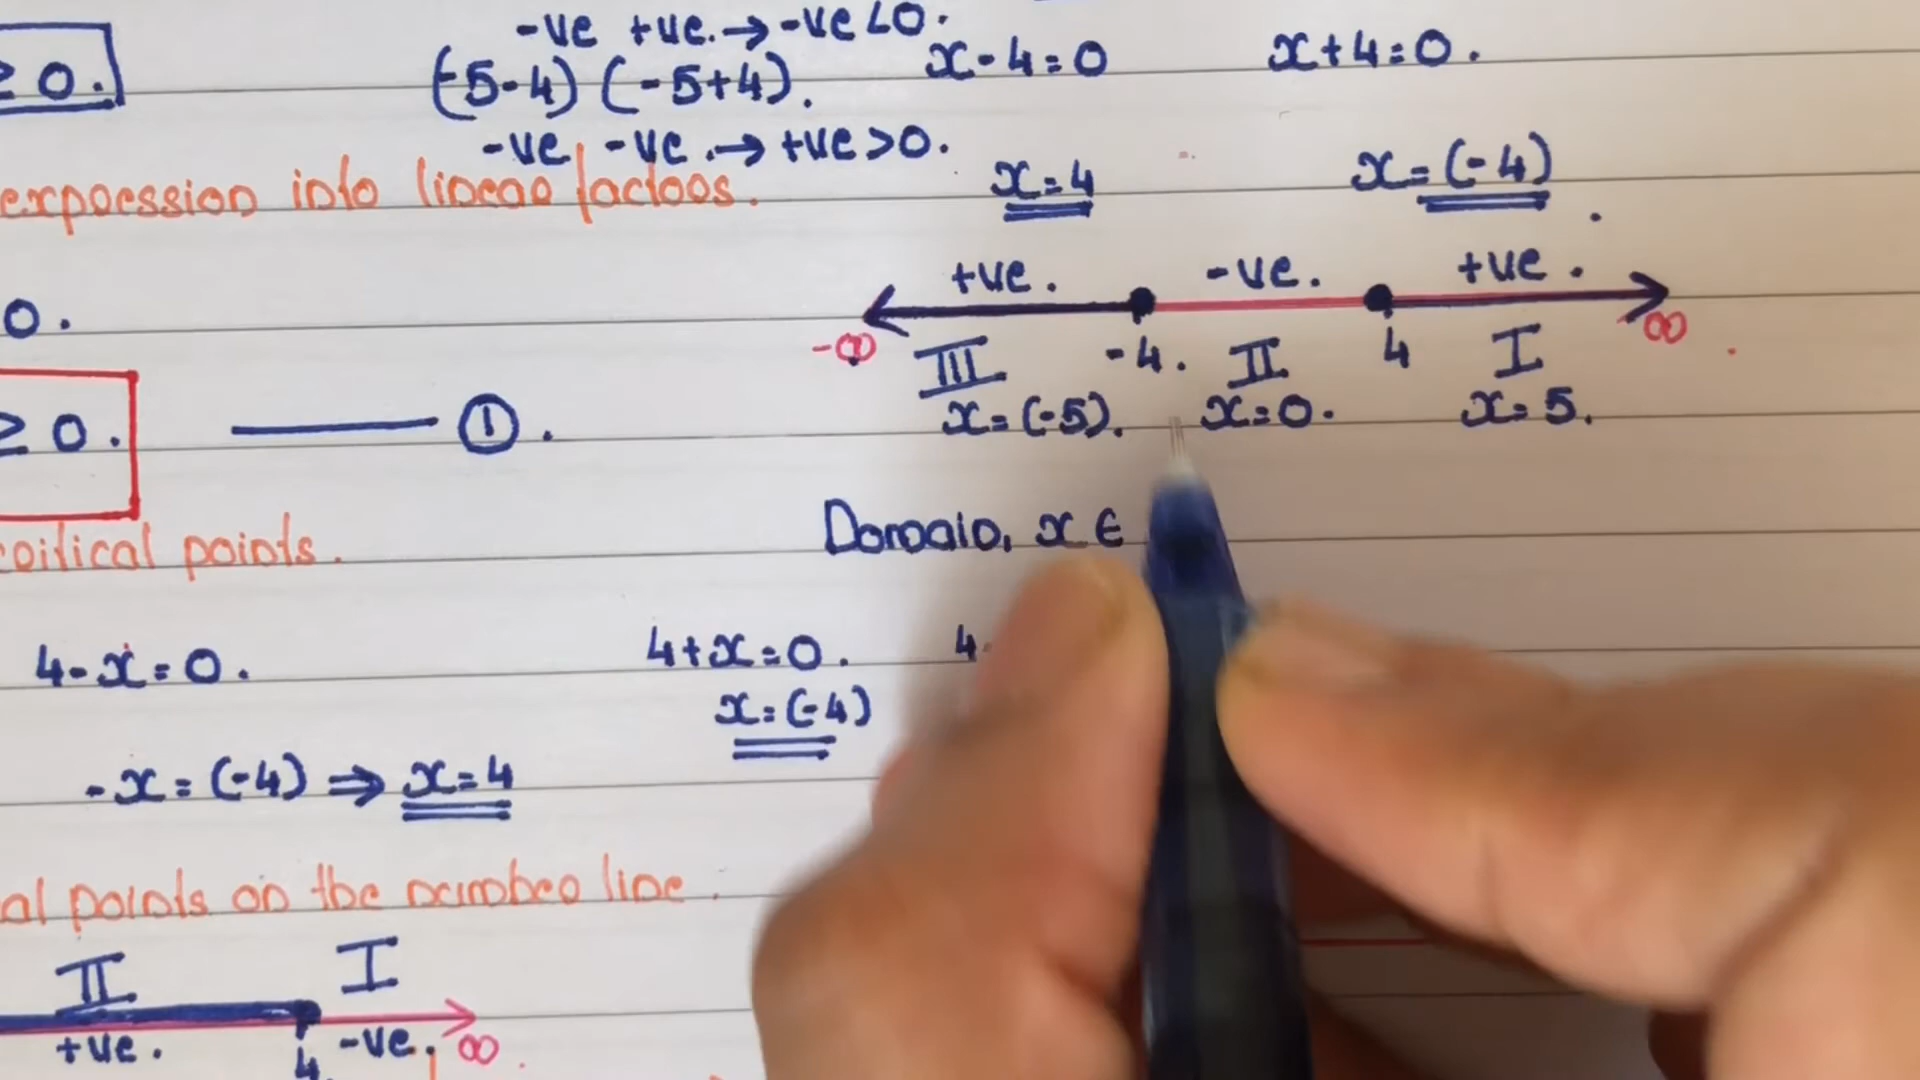 -ve +ve. → -ve < 0.
≥ 0.
(-5-4) (-5+4).
x-4=0
x+4=0.
-ve -ve. → +ve > 0.
expression into linear factors.
x=4
x=(-4)
+ve. -ve. +ve.
0.
-∞ III -4. II 4 I ∞
x=(-5). x=0. x=5.
≥ 0. ①.
Domain, x ∈
critical points.
4-x=0.
4+x=0.
4
x=(-4)
-x=(-4) ⇒ x=4
al points on the number line.
II I
+ve. 4 -ve. ∞